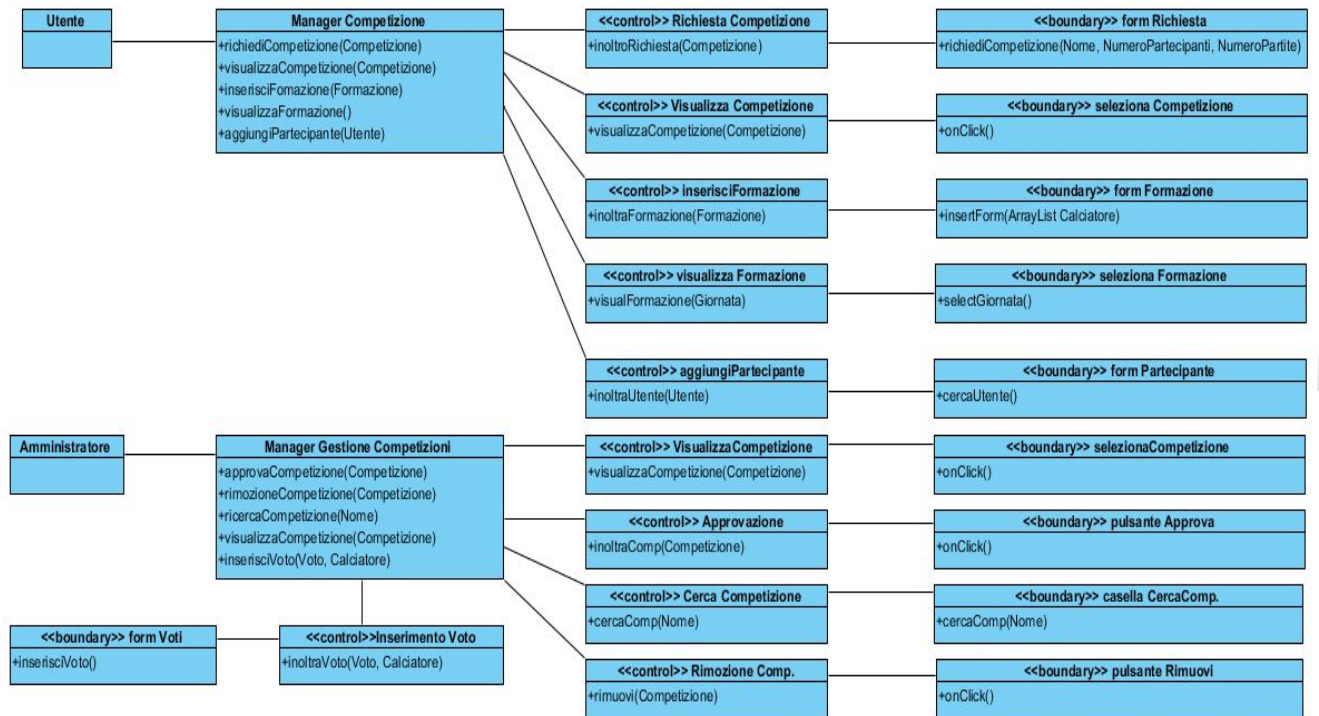 Utente
Manager Competizione
+richiediCompetizione(Competizione)
+visualizzaCompetizione(Competizione)
+inserisciFomazione(Formazione)
+visualizzaFormazione()
+aggiungiPartecipante(Utente)
<<control>> Richiesta Competizione
+inoltroRichiesta(Competizione)
<<boundary>> form Richiesta
+richiediCompetizione(Nome, NumeroPartecipanti, NumeroPartite)
<<control>> Visualizza Competizione
+visualizzaCompetizione(Competizione)
<<boundary>> seleziona Competizione
+onClick()
<<control>> inserisciFormazione
+inoltraFormazione(Formazione)
<<boundary>> form Formazione
+insertForm(ArrayList Calciatore)
<<control>> visualizza Formazione
+visualFormazione(Giornata)
<<boundary>> seleziona Formazione
+selectGiornata()
<<control>> aggiungiPartecipante
+inoltraUtente(Utente)
<<boundary>> form Partecipante
+cercaUtente()
Amministratore
Manager Gestione Competizioni
+approvaCompetizione(Competizione)
+rimozioneCompetizione(Competizione)
+ricercaCompetizione(Nome)
+visualizzaCompetizione(Competizione)
+inserisciVoto(Voto, Calciatore)
<<control>> VisualizzaCompetizione
+visualizzaCompetizione(Competizione)
<<boundary>> selezionaCompetizione
+onClick()
<<control>> Approvazione
+inoltraComp(Competizione)
<<boundary>> pulsante Approva
+onClick()
<<control>> Cerca Competizione
+cercaComp(Nome)
<<boundary>> casella CercaComp.
+cercaComp(Nome)
<<boundary>> form Voti
+inserisciVoto()
<<control>>Inserimento Voto
+inoltraVoto(Voto, Calciatore)
<<control>> Rimozione Comp.
+rimuovi(Competizione)
<<boundary>> pulsante Rimuovi
+onClick()